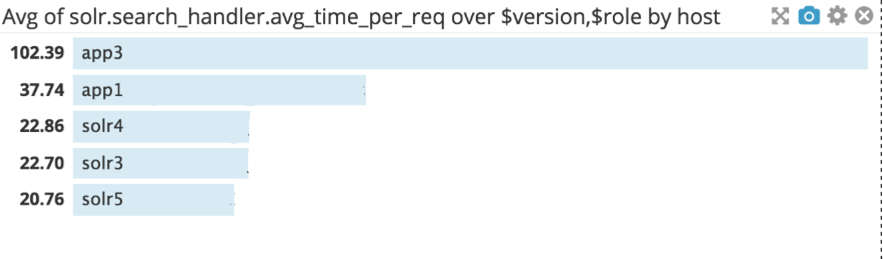 Avg of solr.search_handler.avg_time_per_req over $version,$role by host
102.39 app3
37.74 app1
22.86 solr4
22.70 solr3
20.76 solr5